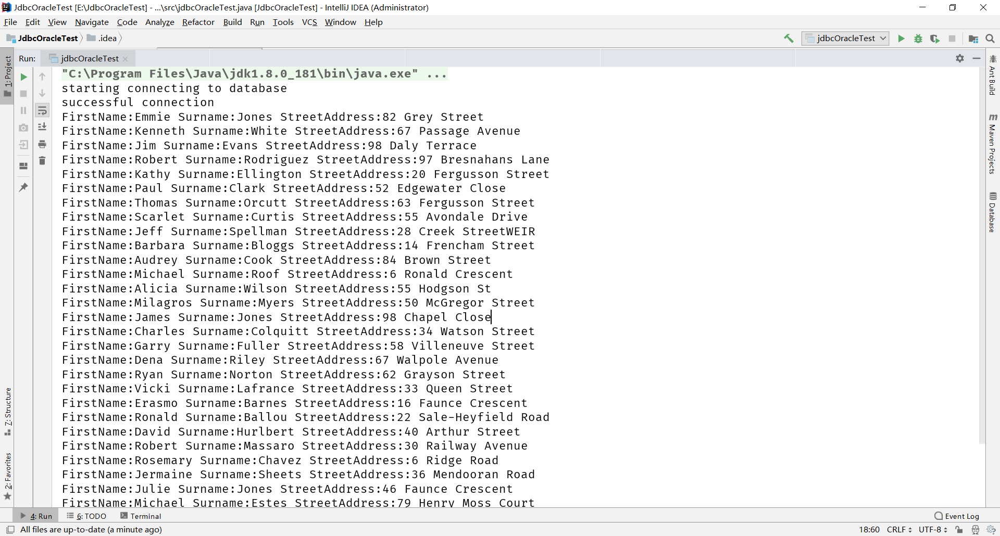 JdbcOracleTest [E:\JdbcOracleTest] - ...\src\jdbcOracleTest.java [JdbcOracleTest] - IntelliJ IDEA (Administrator)
File Edit View Navigate Code Analyze Refactor Build Run Tools VCS Window Help
JdbcOracleTest .idea jdbcOracleTest
Run: jdbcOracleTest
"C:\Program Files\Java\jdk1.8.0_181\bin\java.exe" ...
starting connecting to database
successful connection
FirstName:Emmie Surname:Jones StreetAddress:82 Grey Street
FirstName:Kenneth Surname:White StreetAddress:67 Passage Avenue
FirstName:Jim Surname:Evans StreetAddress:98 Daly Terrace
FirstName:Robert Surname:Rodriguez StreetAddress:97 Bresnahans Lane
FirstName:Kathy Surname:Ellington StreetAddress:20 Fergusson Street
FirstName:Paul Surname:Clark StreetAddress:52 Edgewater Close
FirstName:Thomas Surname:Orcutt StreetAddress:63 Fergusson Street
FirstName:Scarlet Surname:Curtis StreetAddress:55 Avondale Drive
FirstName:Jeff Surname:Spellman StreetAddress:28 Creek StreetWEIR
FirstName:Barbara Surname:Bloggs StreetAddress:14 Frencham Street
FirstName:Audrey Surname:Cook StreetAddress:84 Brown Street
FirstName:Michael Surname:Roof StreetAddress:6 Ronald Crescent
FirstName:Alicia Surname:Wilson StreetAddress:55 Hodgson St
FirstName:Milagros Surname:Myers StreetAddress:50 McGregor Street
FirstName:James Surname:Jones StreetAddress:98 Chapel Close
FirstName:Charles Surname:Colquitt StreetAddress:34 Watson Street
FirstName:Garry Surname:Fuller StreetAddress:58 Villeneuve Street
FirstName:Dena Surname:Riley StreetAddress:67 Walpole Avenue
FirstName:Ryan Surname:Norton StreetAddress:62 Grayson Street
FirstName:Vicki Surname:Lafrance StreetAddress:33 Queen Street
FirstName:Erasmo Surname:Barnes StreetAddress:16 Faunce Crescent
FirstName:Ronald Surname:Ballou StreetAddress:22 Sale-Heyfield Road
FirstName:David Surname:Hurlbert StreetAddress:40 Arthur Street
FirstName:Robert Surname:Massaro StreetAddress:30 Railway Avenue
FirstName:Rosemary Surname:Chavez StreetAddress:6 Ridge Road
FirstName:Jermaine Surname:Sheets StreetAddress:36 Mendooran Road
FirstName:Julie Surname:Jones StreetAddress:46 Faunce Crescent
FirstName:Michael Surname:Estes StreetAddress:79 Henry Moss Court
1: Project
7: Structure
2: Favorites
Ant Build
m Maven Projects
Database
4: Run 6: TODO Terminal Event Log
All files are up-to-date (a minute ago) 18:60 CRLF UTF-8